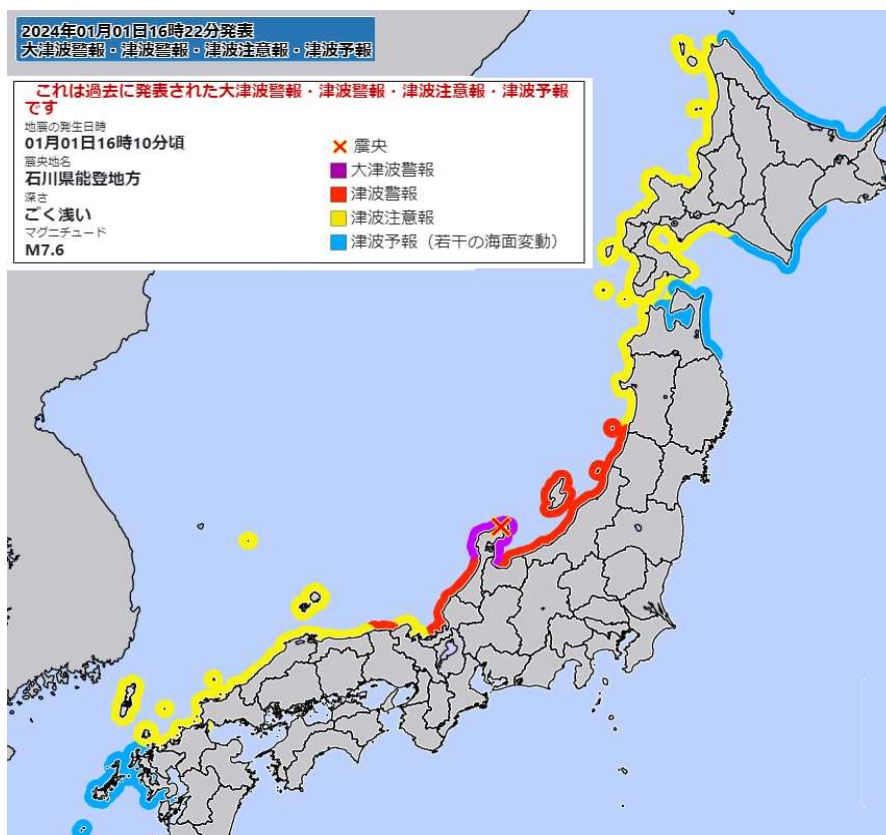 2024年01月01日16時22分発表
大津波警報・津波警報・津波注意報・津波予報
これは過去に発表された大津波警報・津波警報・津波注意報・津波予報
です
地震の発生日時
01月01日16時10分頃
震央地名
石川県能登地方
深さ
ごく浅い
マグニチュード
M7.6
震央
大津波警報
津波警報
津波注意報
津波予報（若干の海面変動）